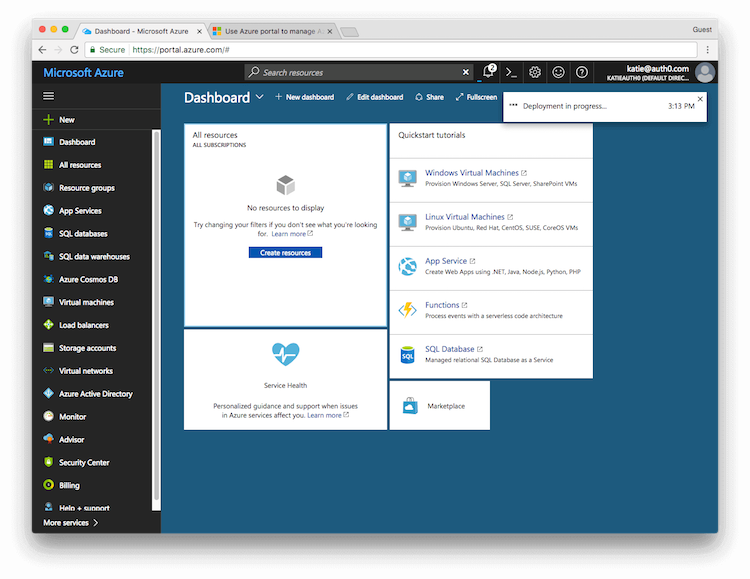 Dashboard - Microsoft Azure
Use Azure portal to manage A
Guest
Secure https://portal.azure.com/#
Microsoft Azure
Search resources
2
katie@auth0.com
KATIEAUTH0 (DEFAULT DIREC...
New
Dashboard
All resources
Resource groups
App Services
SQL databases
SQL data warehouses
Azure Cosmos DB
Virtual machines
Load balancers
Storage accounts
Virtual networks
Azure Active Directory
Monitor
Advisor
Security Center
Billing
Help + support
More services
Dashboard
New dashboard
Edit dashboard
Share
Fullscreen
Deployment in progress...
3:13 PM
All resources
ALL SUBSCRIPTIONS
No resources to display
Try changing your filters if you don't see what you're looking
for. Learn more
Create resources
Service Health
Personalized guidance and support when issues
in Azure services affect you. Learn more
Quickstart tutorials
Windows Virtual Machines
Provision Windows Server, SQL Server, SharePoint VMs
Linux Virtual Machines
Provision Ubuntu, Red Hat, CentOS, SUSE, CoreOS VMs
App Service
Create Web Apps using .NET, Java, Node.js, Python, PHP
Functions
Process events with a serverless code architecture
SQL
SQL Database
Managed relational SQL Database as a Service
Marketplace